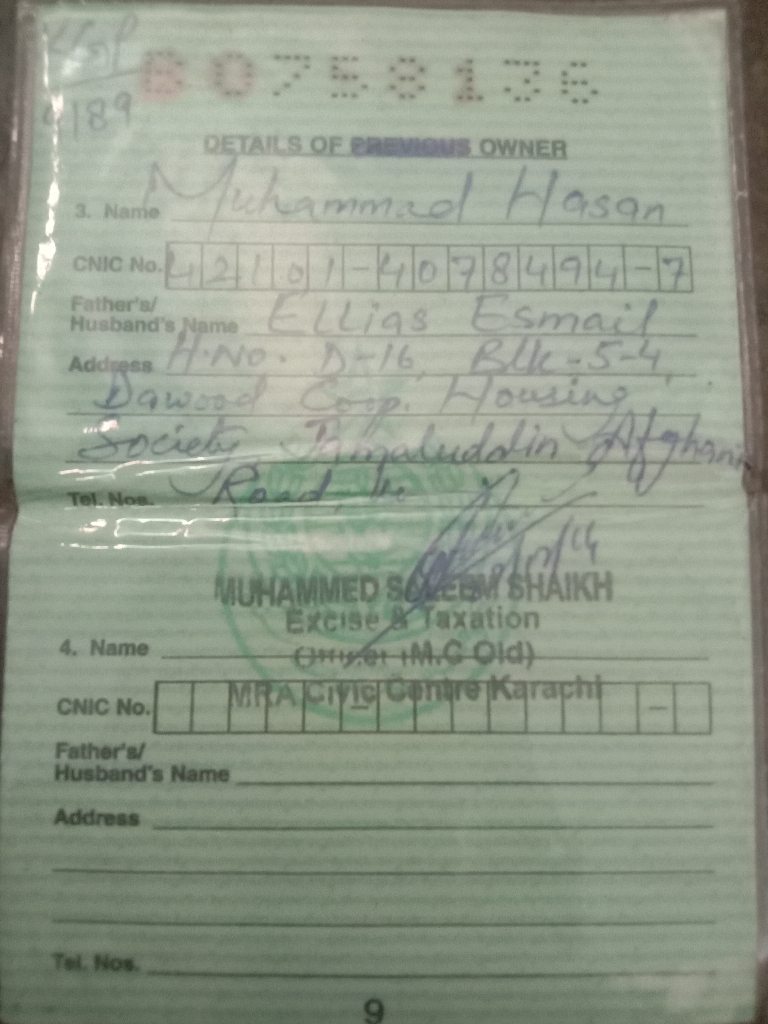 B0758136
4189
DETAILS OF PREVIOUS OWNER
3. Name Muhammad Hasan
CNIC No. 42101-4078494-7
Father's/
Husband's Name Ellias Esmail
Address H.No. D-16, Blk-5-4,
Dawood Coop. Housing
Society Jamaluddin Afghani
Tel. Nos. Road,
MUHAMMED SALEEM SHAIKH
Excise & Taxation
Officer (M.C Old)
MRA Civic Centre Karachi
4. Name
CNIC No. - -
Father's/
Husband's Name
Address
Tel. Nos.
9